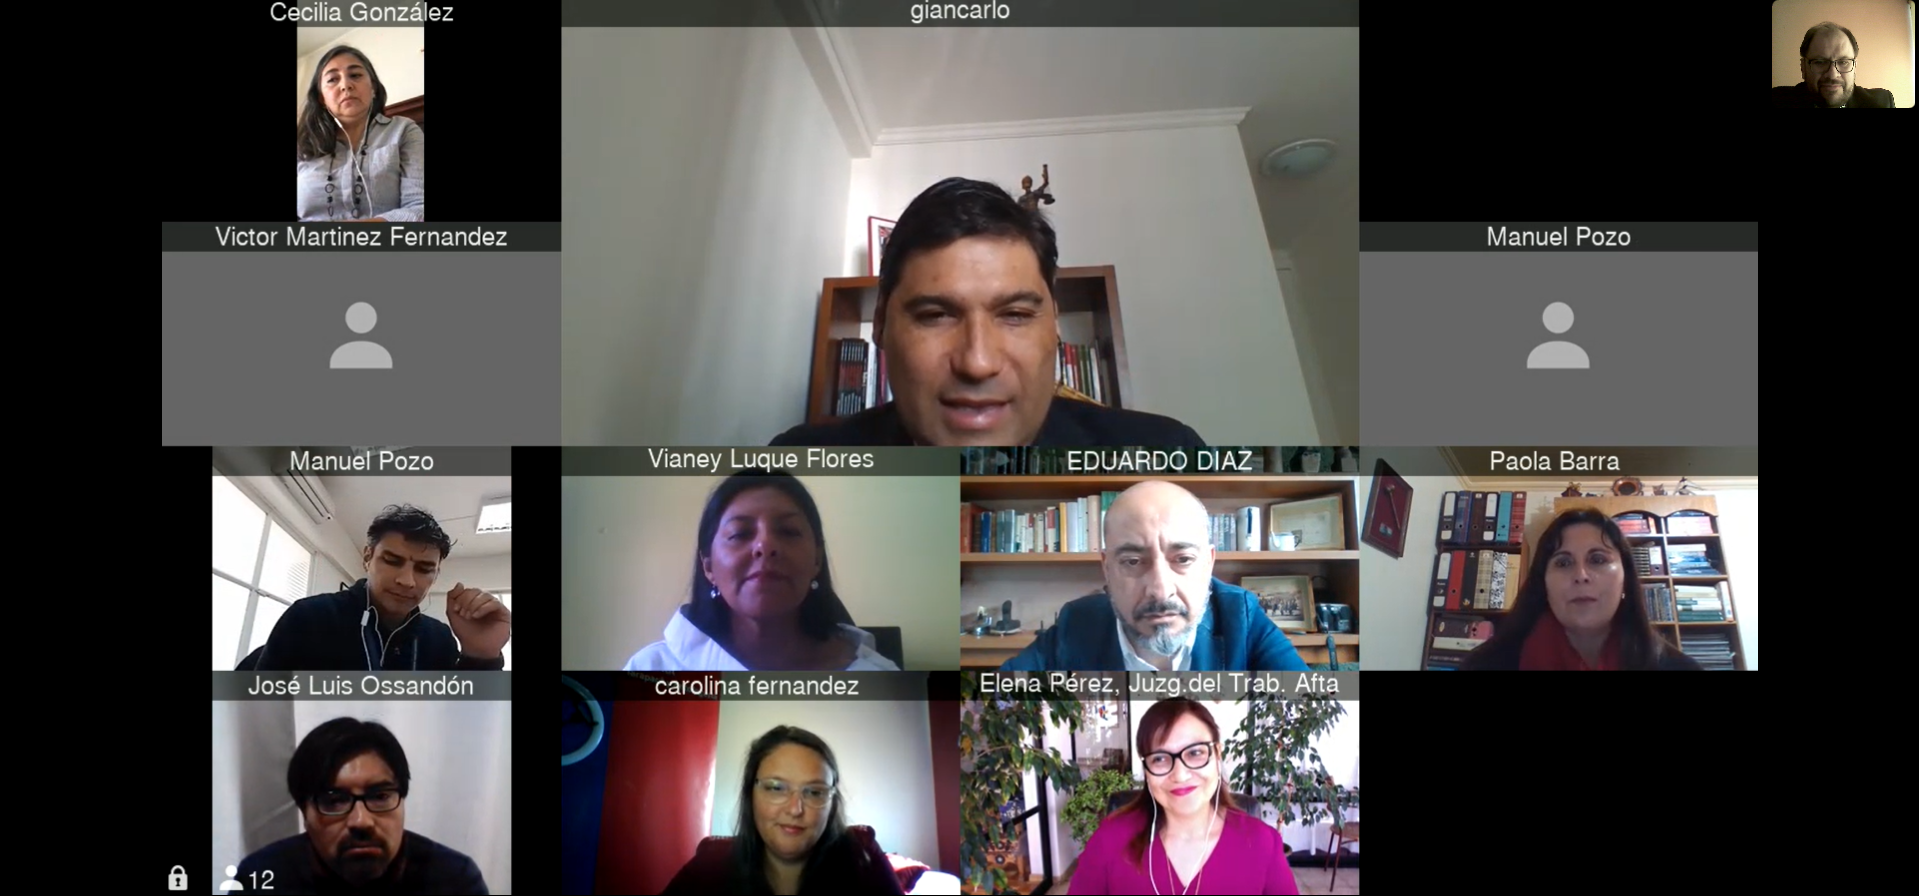 Cecilia González
giancarlo
Victor Martinez Fernandez
Manuel Pozo
Manuel Pozo
Vianey Luque Flores
EDUARDO DIAZ
Paola Barra
José Luis Ossandón
carolina fernandez
Elena Pérez, Juzg.del Trab. Afta
12